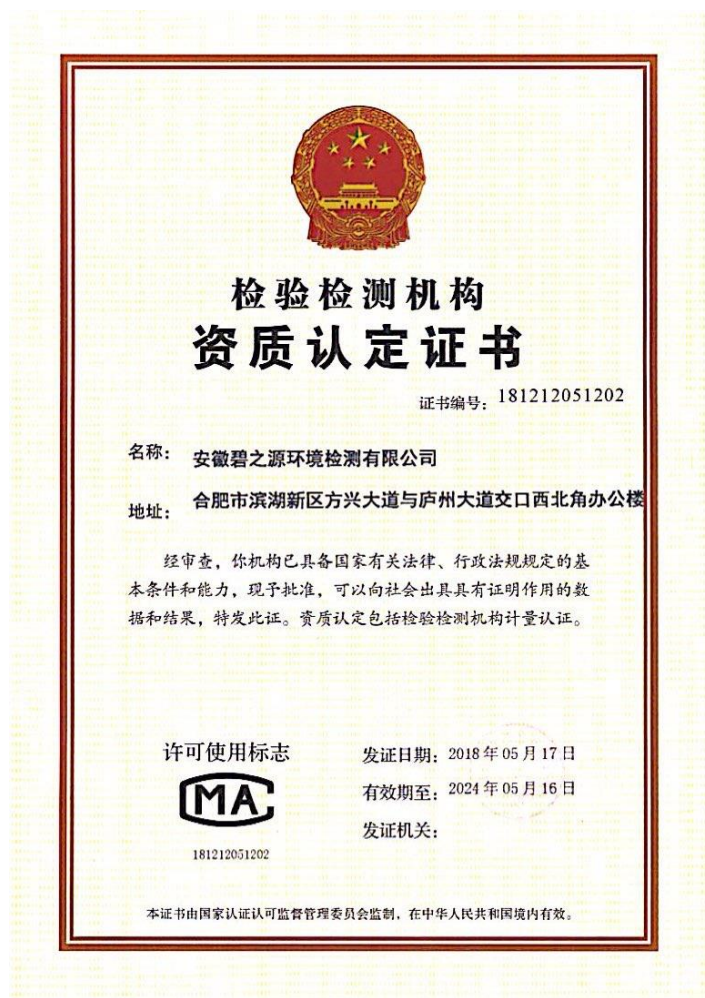 检验检测机构
资质认定证书
证书编号：181212051202
名称：安徽碧之源环境检测有限公司
地址：合肥市滨湖新区方兴大道与庐州大道交口西北角办公楼
经审查，你机构已具备国家有关法律、行政法规规定的基
本条件和能力，现予批准，可以向社会出具具有证明作用的数
据和结果，特发此证。资质认定包括检验检测机构计量认证。
许可使用标志
MA
181212051202
发证日期：2018年05月17日
有效期至：2024年05月16日
发证机关：
本证书由国家认证认可监督管理委员会监制，在中华人民共和国境内有效。